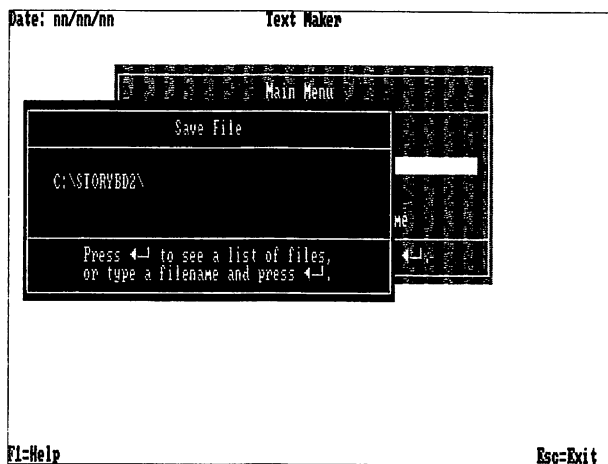 Date: nn/nn/nn Text Maker
Main Menu
Save File
C:\STORYBD2\
me
Press ↵ to see a list of files,
or type a filename and press ↵.
↵.
F1=Help Esc=Exit